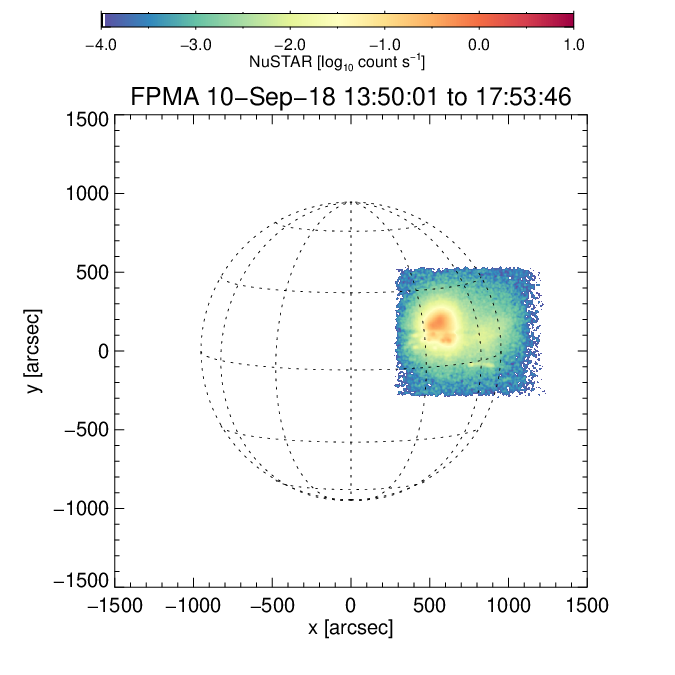 −4.0 −3.0 −2.0 −1.0 0.0 1.0
NuSTAR [log₁₀ count s⁻¹]
FPMA 10−Sep−18 13:50:01 to 17:53:46
1500
1000
500
0
−500
−1000
−1500
y [arcsec]
−1500 −1000 −500 0 500 1000 1500
x [arcsec]